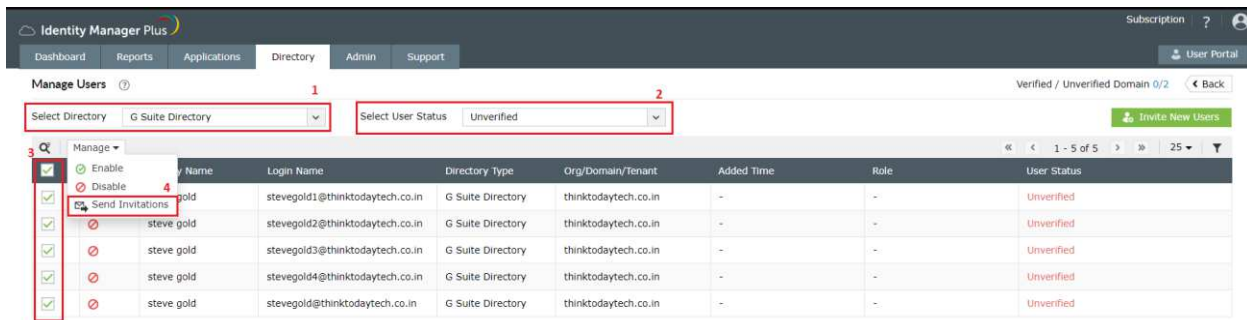 Identity Manager Plus
Subscription ?
Dashboard Reports Applications Directory Admin Support User Portal
Manage Users ? Verified / Unverified Domain 0/2 Back
1 2
Select Directory G Suite Directory Select User Status Unverified Invite New Users
3 Manage 1 - 5 of 5 25
Name Login Name Directory Type Org/Domain/Tenant Added Time Role User Status
Enable
Disable 4
Send Invitations
gold stevegold1@thinktodaytech.co.in G Suite Directory thinktodaytech.co.in - - Unverified
steve gold stevegold2@thinktodaytech.co.in G Suite Directory thinktodaytech.co.in - - Unverified
steve gold stevegold3@thinktodaytech.co.in G Suite Directory thinktodaytech.co.in - - Unverified
steve gold stevegold4@thinktodaytech.co.in G Suite Directory thinktodaytech.co.in - - Unverified
steve gold stevegold@thinktodaytech.co.in G Suite Directory thinktodaytech.co.in - - Unverified